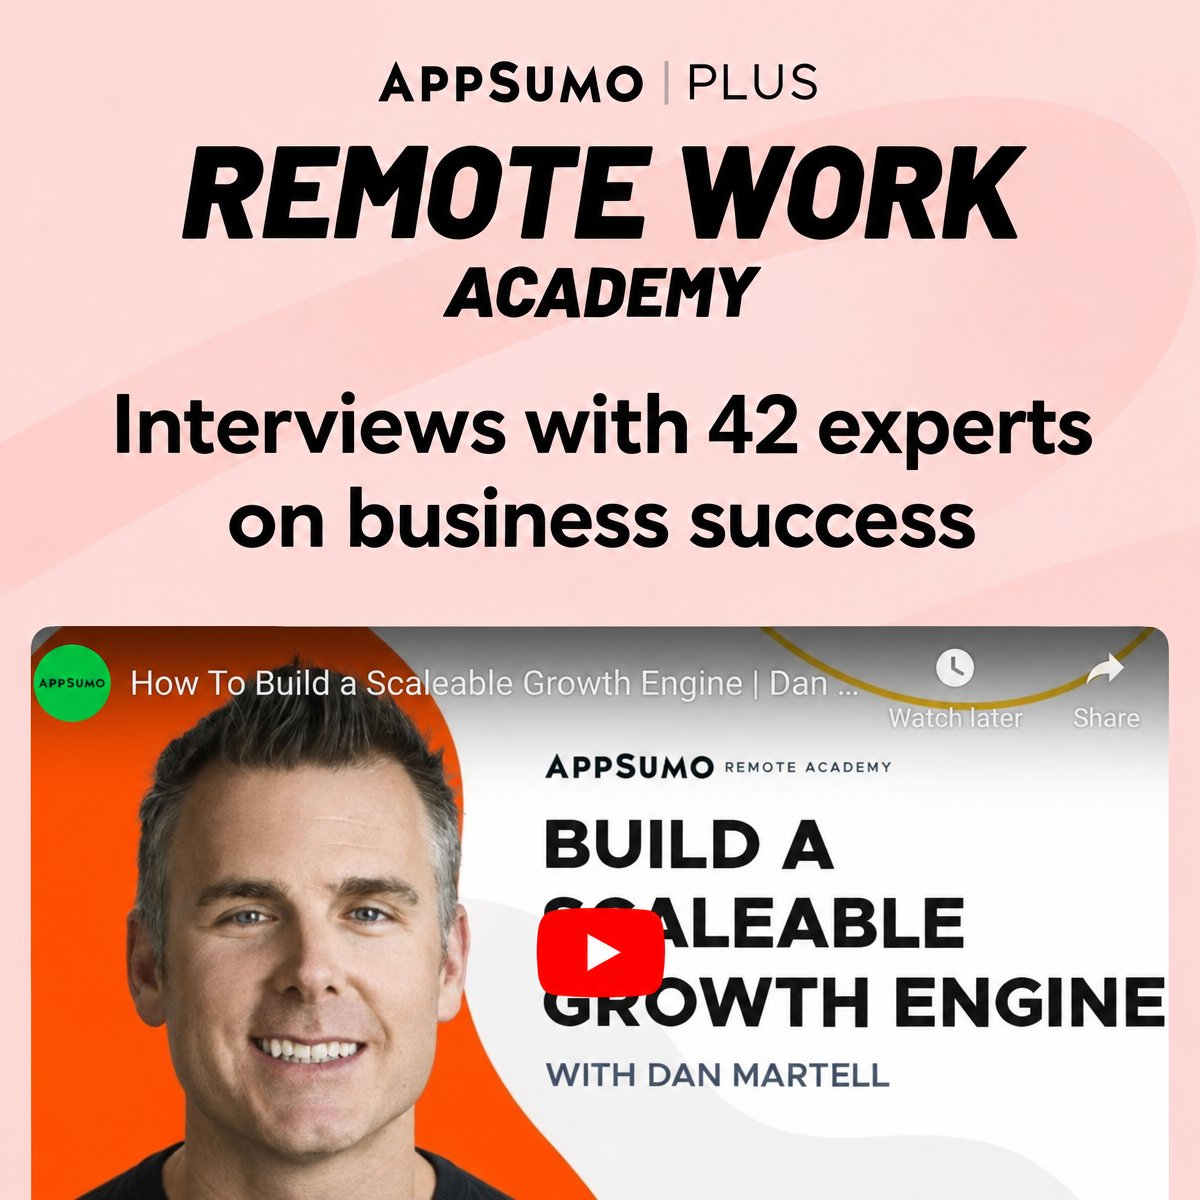 APPSUMO | PLUS
REMOTE WORK
ACADEMY
Interviews with 42 experts
on business success
APPSUMO
How To Build a Scaleable Growth Engine | Dan ...
Watch later
Share
APPSUMO REMOTE ACADEMY
BUILD A
SCALEABLE
GROWTH ENGINE
WITH DAN MARTELL